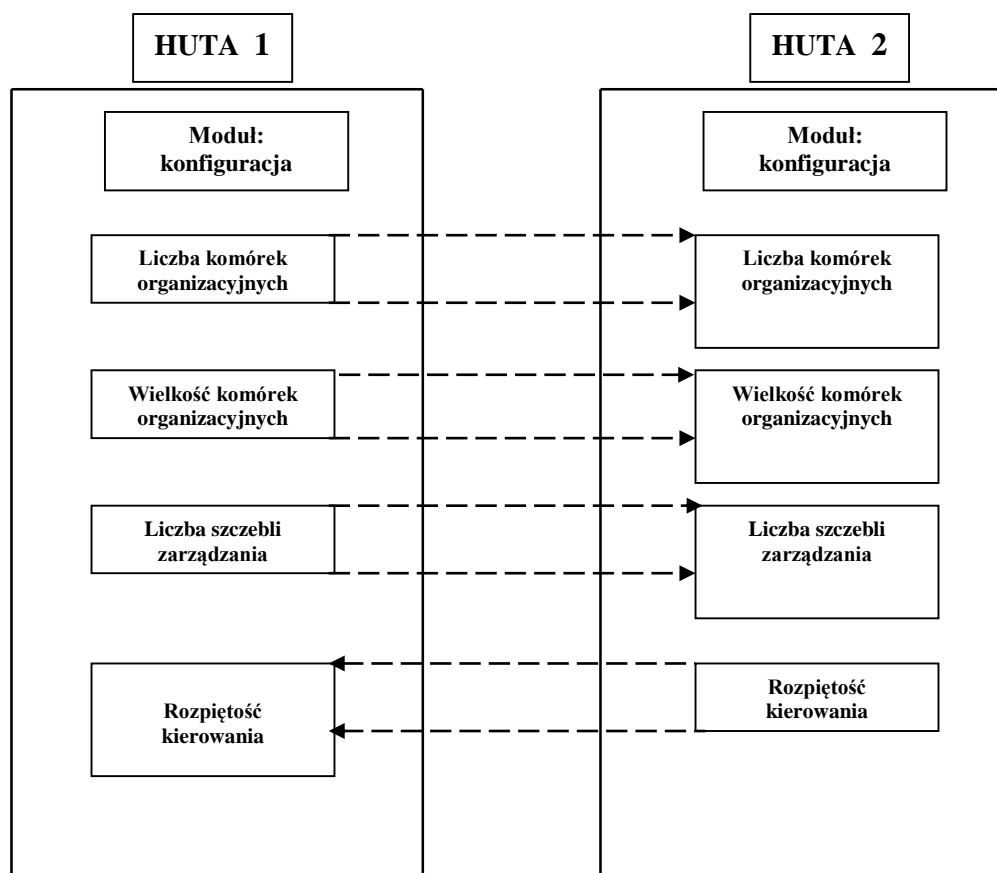 HUTA 1
Moduł:
konfiguracja
Liczba komórek
organizacyjnych
Wielkość komórek
organizacyjnych
Liczba szczebli
zarządzania
Rozpiętość
kierowania
HUTA 2
Moduł:
konfiguracja
Liczba komórek
organizacyjnych
Wielkość komórek
organizacyjnych
Liczba szczebli
zarządzania
Rozpiętość
kierowania